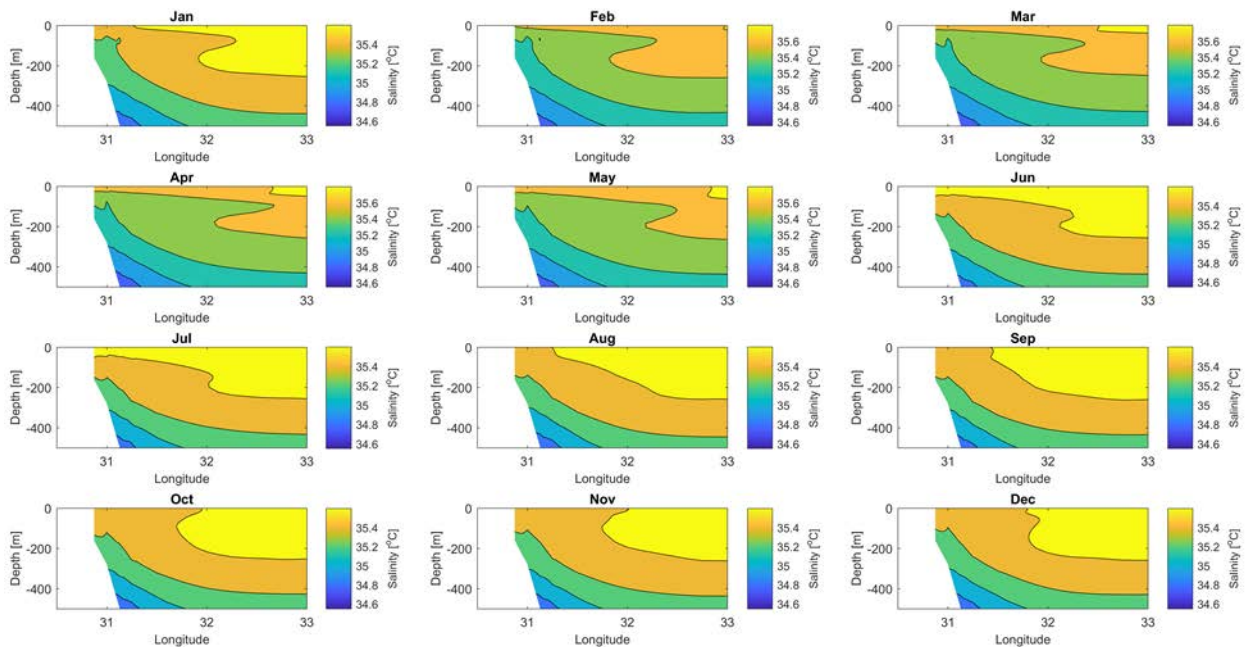 Jan
Depth [m]
0
-200
-400
31 32 33
Longitude
35.4
35.2
35
34.8
34.6
Salinity [°C]
Feb
Depth [m]
0
-200
-400
31 32 33
Longitude
35.6
35.4
35.2
35
34.8
34.6
Salinity [°C]
Mar
Depth [m]
0
-200
-400
31 32 33
Longitude
35.6
35.4
35.2
35
34.8
34.6
Salinity [°C]
Apr
Depth [m]
0
-200
-400
31 32 33
Longitude
35.6
35.4
35.2
35
34.8
34.6
Salinity [°C]
May
Depth [m]
0
-200
-400
31 32 33
Longitude
35.6
35.4
35.2
35
34.8
34.6
Salinity [°C]
Jun
Depth [m]
0
-200
-400
31 32 33
Longitude
35.4
35.2
35
34.8
34.6
Salinity [°C]
Jul
Depth [m]
0
-200
-400
31 32 33
Longitude
35.4
35.2
35
34.8
34.6
Salinity [°C]
Aug
Depth [m]
0
-200
-400
31 32 33
Longitude
35.4
35.2
35
34.8
34.6
Salinity [°C]
Sep
Depth [m]
0
-200
-400
31 32 33
Longitude
35.4
35.2
35
34.8
34.6
Salinity [°C]
Oct
Depth [m]
0
-200
-400
31 32 33
Longitude
35.4
35.2
35
34.8
34.6
Salinity [°C]
Nov
Depth [m]
0
-200
-400
31 32 33
Longitude
35.4
35.2
35
34.8
34.6
Salinity [°C]
Dec
Depth [m]
0
-200
-400
31 32 33
Longitude
35.4
35.2
35
34.8
34.6
Salinity [°C]